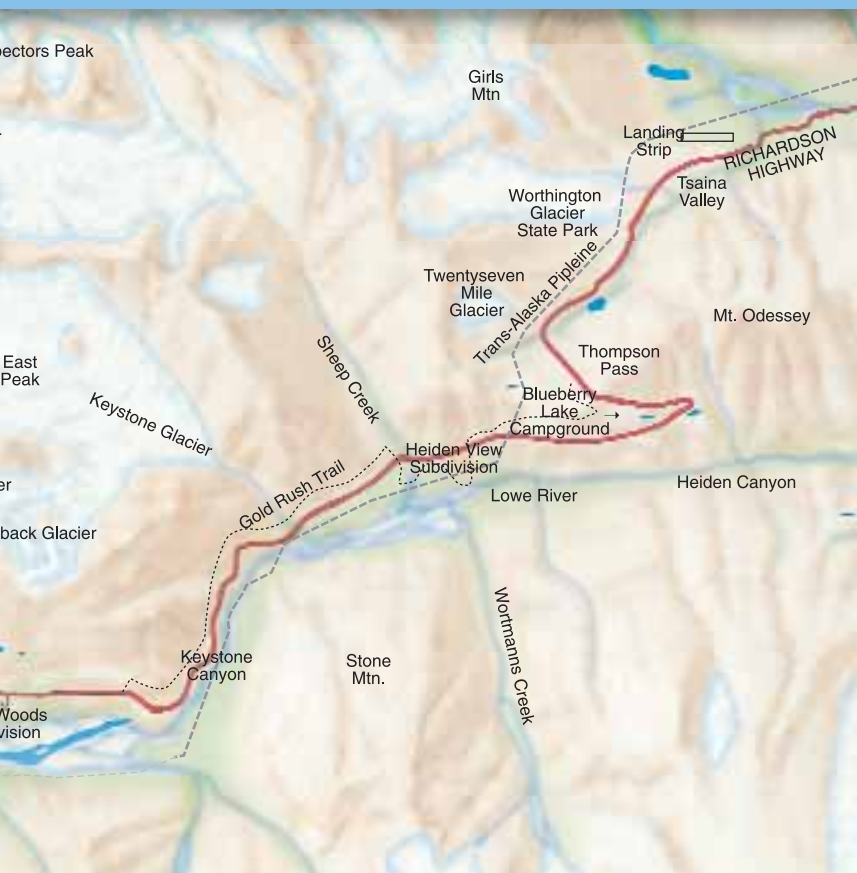 ectors Peak
Girls
Mtn
Landing
Strip
RICHARDSON
HIGHWAY
Tsaina
Valley
Worthington
Glacier
State Park
Trans-Alaska Pipleine
Twentyseven
Mile
Glacier
Mt. Odessey
Thompson
Pass
Sheep Creek
East
Peak
Keystone Glacier
Blueberry
Lake
Campground
Heiden View
Subdivision
Gold Rush Trail
Lowe River
Heiden Canyon
er
back Glacier
Wortmanns Creek
Keystone
Canyon
Stone
Mtn.
Woods
vision